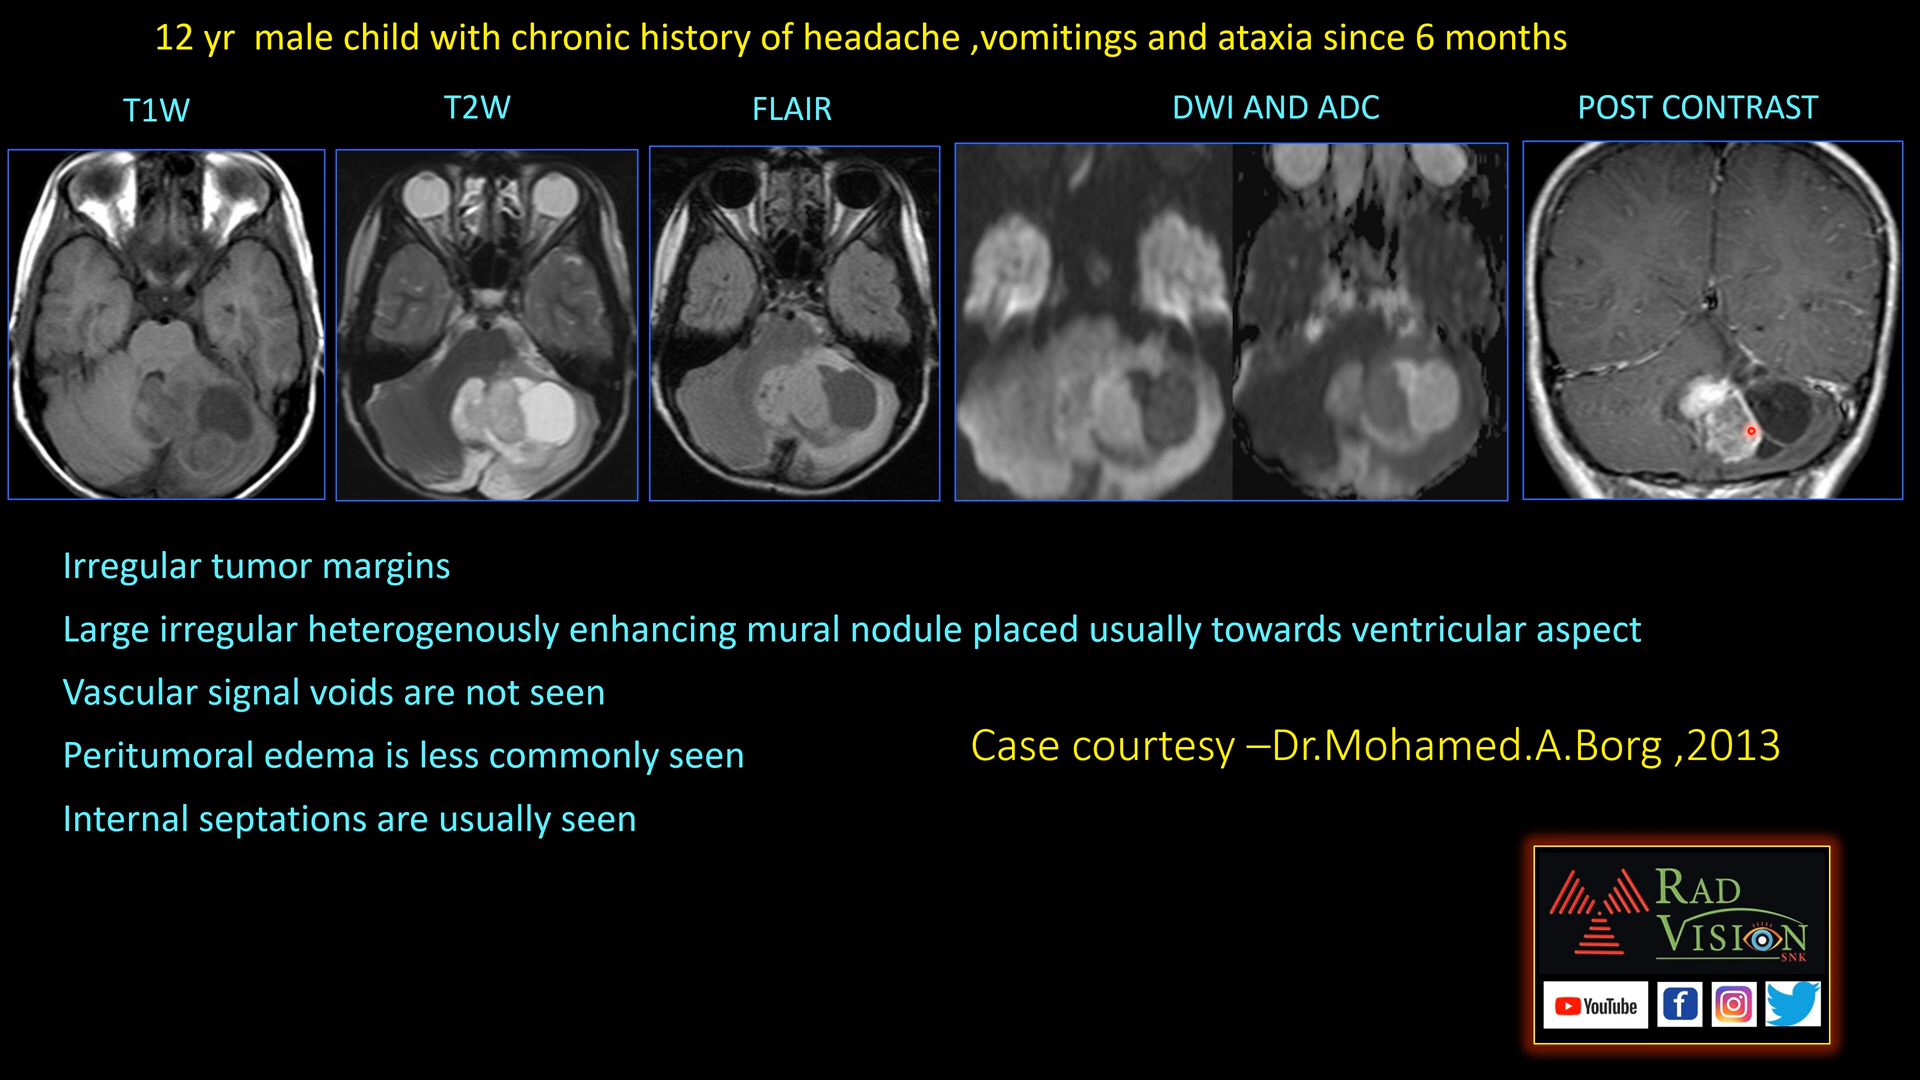 12 yr  male child with chronic history of headache ,vomitings and ataxia since 6 months
T1W
T2W
FLAIR
DWI AND ADC
POST CONTRAST
Irregular tumor margins
Large irregular heterogenously enhancing mural nodule placed usually towards ventricular aspect
Vascular signal voids are not seen
Peritumoral edema is less commonly seen
Internal septations are usually seen
Case courtesy –Dr.Mohamed.A.Borg ,2013
RAD
VISION
SNK
YouTube